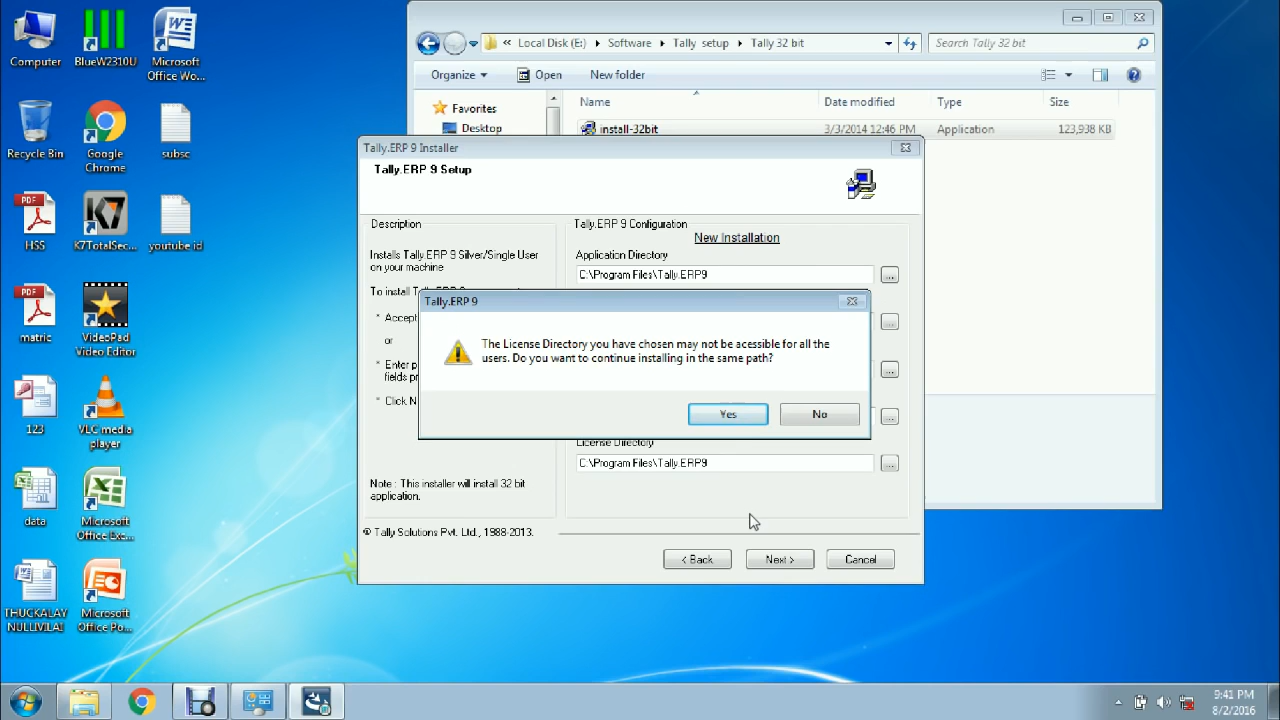 Computer
BlueW2310U
Microsoft
Office Wo...
Recycle Bin
Google
Chrome
subsc
HSS
K7TotalSec...
youtube id
matric
VideoPad
Video Editor
123
VLC media
player
data
Microsoft
Office Exc...
THUCKALAY
NULLIVILAI
Microsoft
Office Po...
« Local Disk (E:) Software Tally setup Tally 32 bit
Search Tally 32 bit
Organize Open New folder
Name Date modified Type Size
Favorites
Desktop
install-32bit 3/3/2014 12:46 PM Application 123,938 KB
Tally.ERP 9 Installer
Tally.ERP 9 Setup
Description
Installs Tally.ERP 9 Silver/Single User
on your machine
To install
* Accept
or
* Enter
fields
* Click
Note : This installer will install 32 bit
application.
Tally.ERP 9 Configuration
New Installation
Application Directory
C:\Program Files\Tally.ERP9
...
...
...
...
Tally.ERP 9
The License Directory you have chosen may not be acessible for all the
users. Do you want to continue installing in the same path?
Yes No
License Directory
C:\Program Files\Tally.ERP9
...
© Tally Solutions Pvt. Ltd., 1988-2013.
< Back Next > Cancel
9:41 PM
8/2/2016